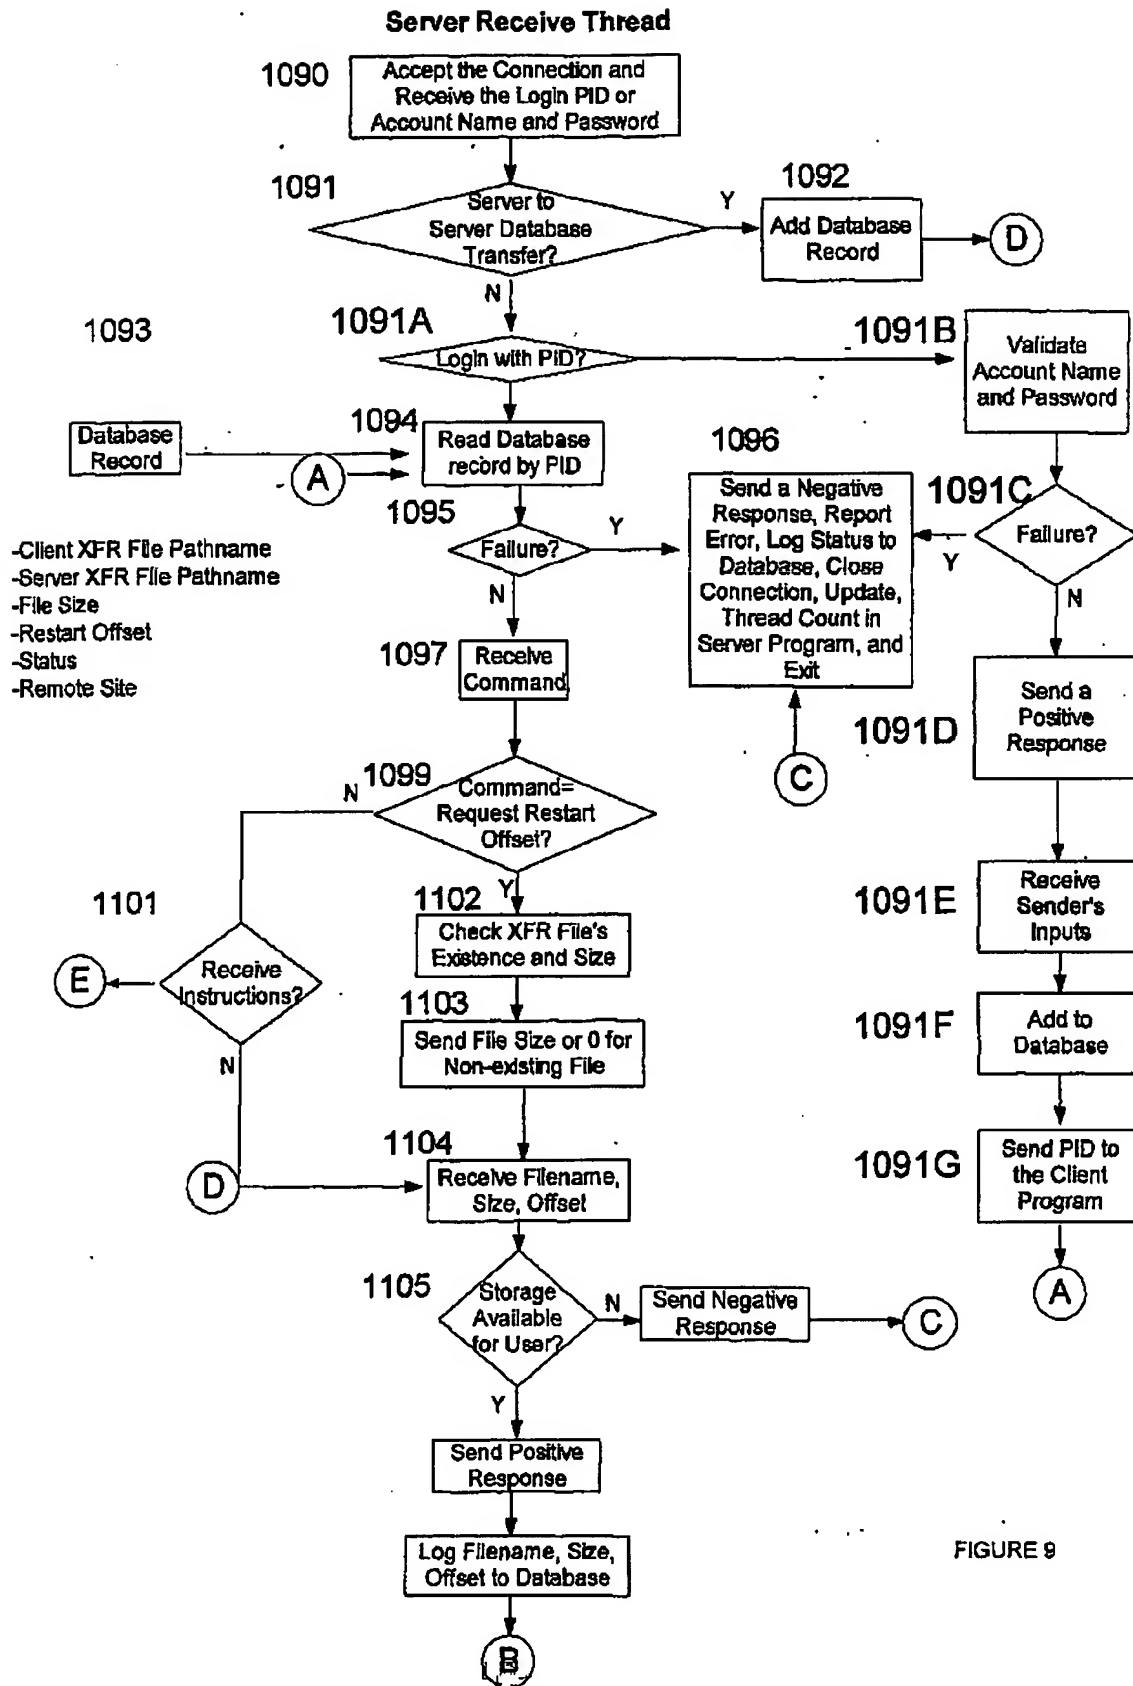 Server Receive Thread
1090
Accept the Connection and
Receive the Login PID or
Account Name and Password
1091
Server to
Server Database
Transfer?
Y
1092
Add Database
Record
D
N
1093
1091A
Login with PID?
1091B
Validate
Account Name
and Password
Database
Record
A
1094
Read Database
record by PID
1095
Failure?
Y
N
1096
Send a Negative
Response, Report
Error, Log Status to
Database, Close
Connection, Update,
Thread Count in
Server Program, and
Exit
C
1091C
Failure?
Y
N
-Client XFR File Pathname
-Server XFR File Pathname
-File Size
-Restart Offset
-Status
-Remote Site
1097
Receive
Command
1091D
Send a
Positive
Response
1099
Command=
Request Restart
Offset?
N
Y
1101
Receive
Instructions?
E
N
1102
Check XFR File's
Existence and Size
1091E
Receive
Sender's
Inputs
1103
Send File Size or 0 for
Non-existing File
1091F
Add to
Database
1104
D
Receive Filename,
Size, Offset
1091G
Send PID to
the Client
Program
A
1105
Storage
Available
for User?
N
Send Negative
Response
C
Y
Send Positive
Response
Log Filename, Size,
Offset to Database
B
FIGURE 9